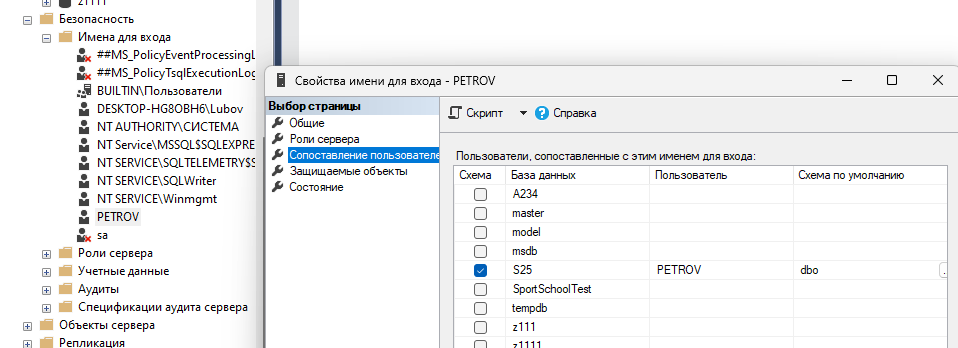 z1111
Безопасность
Имена для входа
##MS_PolicyEventProcessingL
##MS_PolicyTsqlExecutionLog
BUILTIN\Пользователи
DESKTOP-HG8OBH6\Lubov
NT AUTHORITY\СИСТЕМА
NT Service\MSSQL$SQLEXPRE
NT SERVICE\SQLTELEMETRY$S
NT SERVICE\SQLWriter
NT SERVICE\Winmgmt
PETROV
sa
Роли сервера
Учетные данные
Аудиты
Спецификации аудита сервера
Объекты сервера
Репликация
Свойства имени для входа - PETROV
Выбор страницы
Общие
Роли сервера
Сопоставление пользователе
Защищаемые объекты
Состояние
Скрипт Справка
Пользователи, сопоставленные с этим именем для входа:
Схема База данных Пользователь Схема по умолчанию
A234
master
model
msdb
S25 PETROV dbo
SportSchoolTest
tempdb
z111
z1111